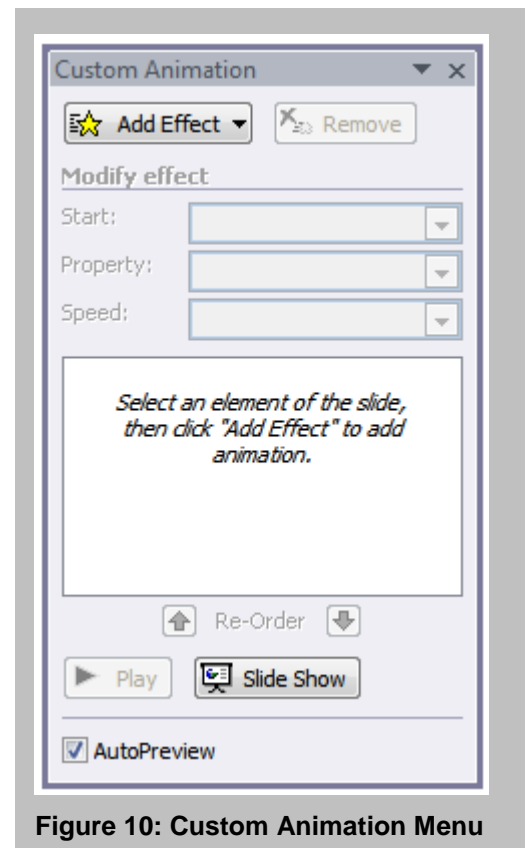 Custom Animation
Add Effect Remove
Modify effect
Start:
Property:
Speed:
Select an element of the slide,
then click "Add Effect" to add
animation.
Re-Order
Play Slide Show
AutoPreview
Figure 10: Custom Animation Menu